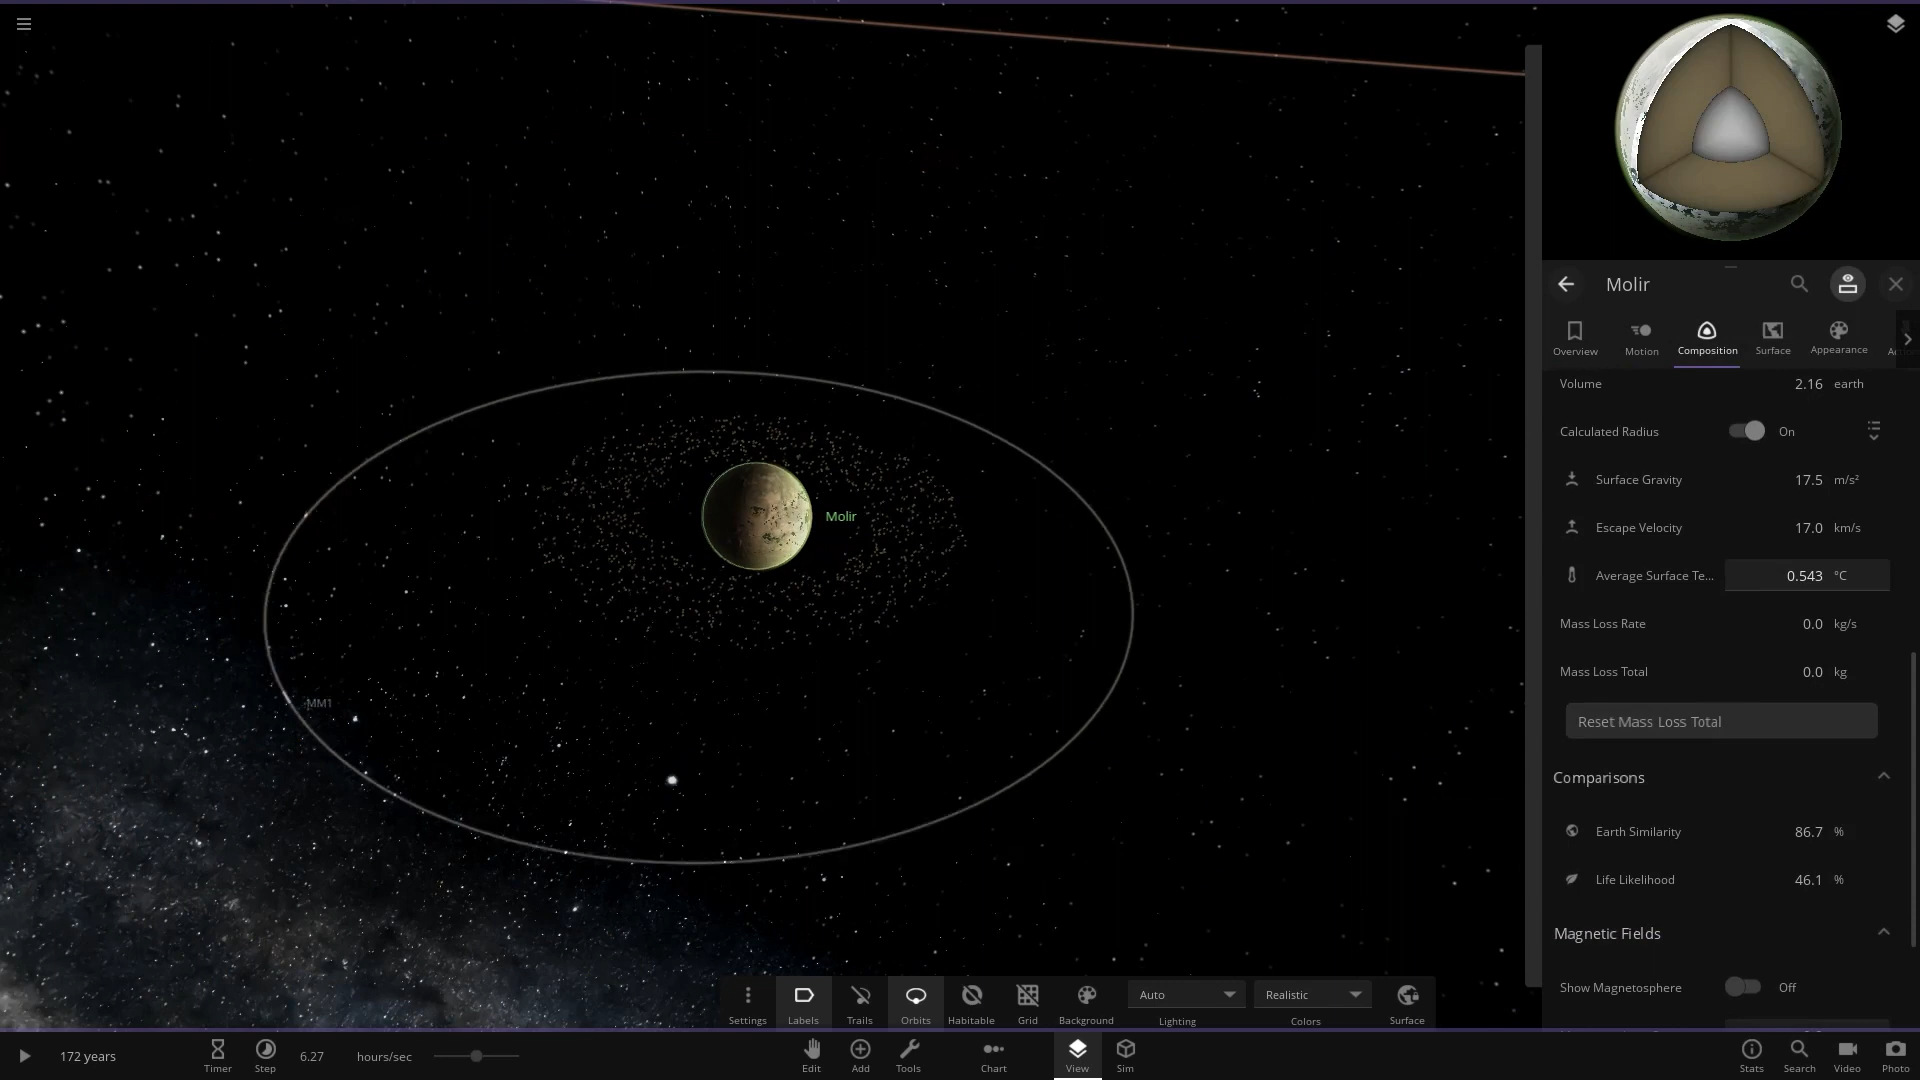 Molir
Overview
Motion
Composition
Surface
Appearance
Volume 2.16 earth
Calculated Radius On
Surface Gravity 17.5 m/s²
Escape Velocity 17.0 km/s
Average Surface Te... 0.543 °C
Mass Loss Rate 0.0 kg/s
Mass Loss Total 0.0 kg
Reset Mass Loss Total
Comparisons
Earth Similarity 86.7 %
Life Likelihood 46.1 %
Magnetic Fields
Show Magnetosphere Off
Molir
MM1
Settings
Labels
Trails
Orbits
Habitable
Grid
Background
Auto
Lighting
Realistic
Colors
Surface
172 years
Timer
Step
6.27 hours/sec
Edit
Add
Tools
Chart
View
Sim
Stats
Search
Video
Photo